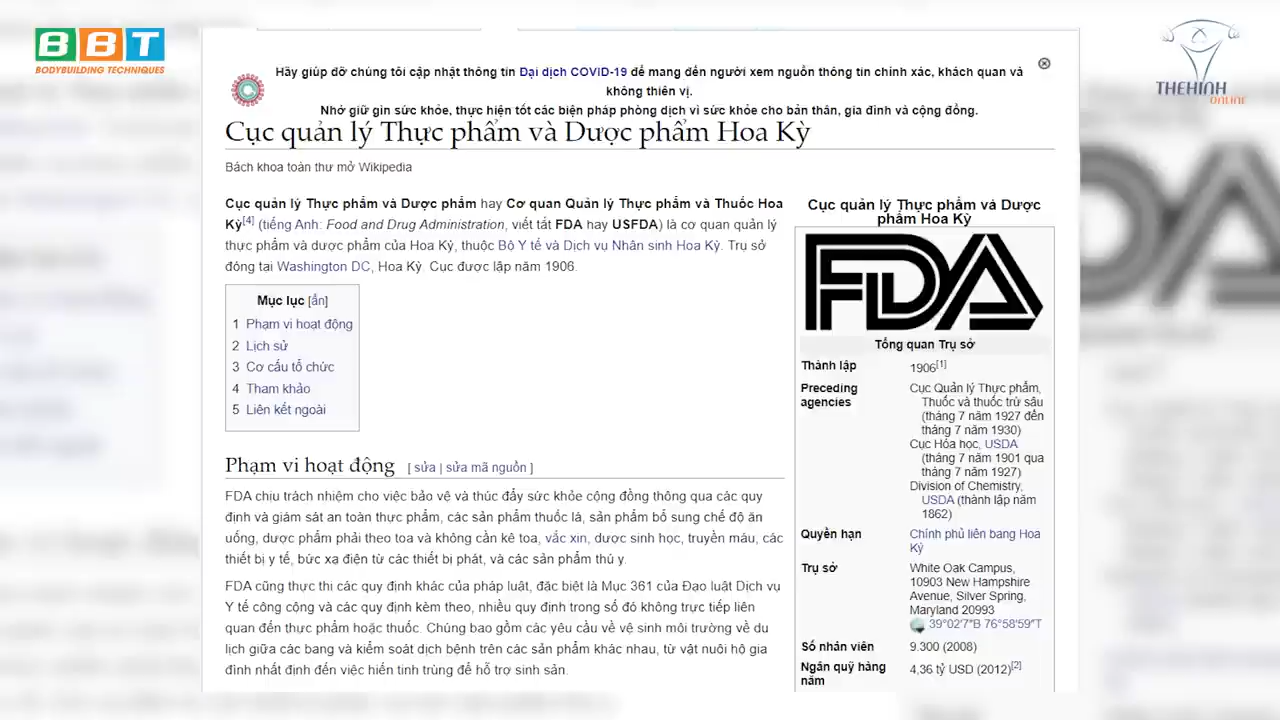 BBT
BODYBUILDING TECHNIQUES
THEHINH
ONLINE
Hãy giúp đỡ chúng tôi cập nhật thông tin Đại dịch COVID-19 để mang đến người xem nguồn thông tin chính xác, khách quan và
không thiên vị.
Nhớ giữ gìn sức khỏe, thực hiện tốt các biện pháp phòng dịch vì sức khỏe cho bản thân, gia đình và cộng đồng.
Cục quản lý Thực phẩm và Dược phẩm Hoa Kỳ
Bách khoa toàn thư mở Wikipedia
Cục quản lý Thực phẩm và Dược phẩm hay Cơ quan Quản lý Thực phẩm và Thuốc Hoa
Kỳ[4] (tiếng Anh: Food and Drug Administration, viết tắt FDA hay USFDA) là cơ quan quản lý
thực phẩm và dược phẩm của Hoa Kỳ, thuộc Bộ Y tế và Dịch vụ Nhân sinh Hoa Kỳ. Trụ sở
đóng tại Washington DC, Hoa Kỳ. Cục được lập năm 1906.
Mục lục [ẩn]
1 Phạm vi hoạt động
2 Lịch sử
3 Cơ cấu tổ chức
4 Tham khảo
5 Liên kết ngoài
Phạm vi hoạt động [ sửa | sửa mã nguồn ]
FDA chịu trách nhiệm cho việc bảo vệ và thúc đẩy sức khỏe cộng đồng thông qua các quy
định và giám sát an toàn thực phẩm, các sản phẩm thuốc lá, sản phẩm bổ sung chế độ ăn
uống, dược phẩm phải theo toa và không cần kê toa, vắc xin, dược sinh học, truyền máu, các
thiết bị y tế, bức xạ điện từ các thiết bị phát, và các sản phẩm thú y.
FDA cũng thực thi các quy định khác của pháp luật, đặc biệt là Mục 361 của Đạo luật Dịch vụ
Y tế công cộng và các quy định kèm theo, nhiều quy định trong số đó không trực tiếp liên
quan đến thực phẩm hoặc thuốc. Chúng bao gồm các yêu cầu về vệ sinh môi trường về du
lịch giữa các bang và kiểm soát dịch bệnh trên các sản phẩm khác nhau, từ vật nuôi hộ gia
đình nhất định đến việc hiến tinh trùng để hỗ trợ sinh sản.
Cục quản lý Thực phẩm và Dược
phẩm Hoa Kỳ
FDA
Tổng quan Trụ sở
Thành lập 1906[1]
Preceding agencies Cục Quản lý Thực phẩm,
Thuốc và thuốc trừ sâu
(tháng 7 năm 1927 đến
tháng 7 năm 1930)
Cục Hóa học, USDA
(tháng 7 năm 1901 qua
tháng 7 năm 1927)
Division of Chemistry,
USDA (thành lập năm
1862)
Quyền hạn Chính phủ liên bang Hoa
Kỳ
Trụ sở White Oak Campus,
10903 New Hampshire
Avenue, Silver Spring,
Maryland 20993
39°02′7″B 76°58′59″T
Số nhân viên 9.300 (2008)
Ngân quỹ hàng năm 4,36 tỷ USD (2012)[2]